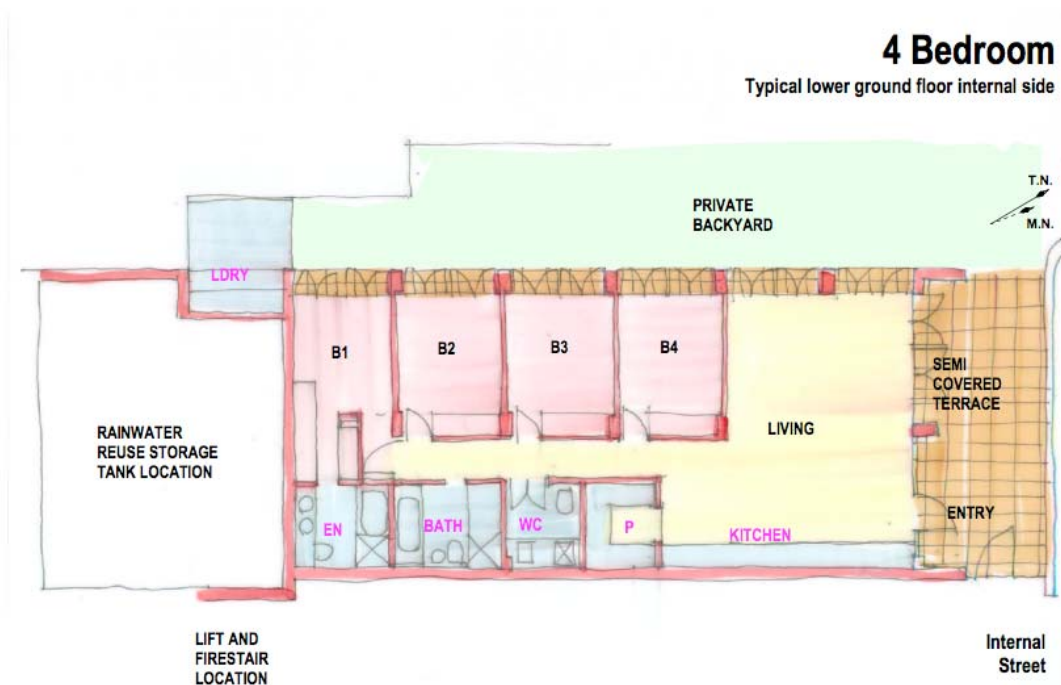 4 Bedroom
Typical lower ground floor internal side
T.N.
M.N.
PRIVATE
BACKYARD
LDRY
B1
B2
B3
B4
SEMI
COVERED
TERRACE
RAINWATER
REUSE STORAGE
TANK LOCATION
LIVING
EN
BATH
WC
P
KITCHEN
ENTRY
LIFT AND
FIRESTAIR
LOCATION
Internal
Street